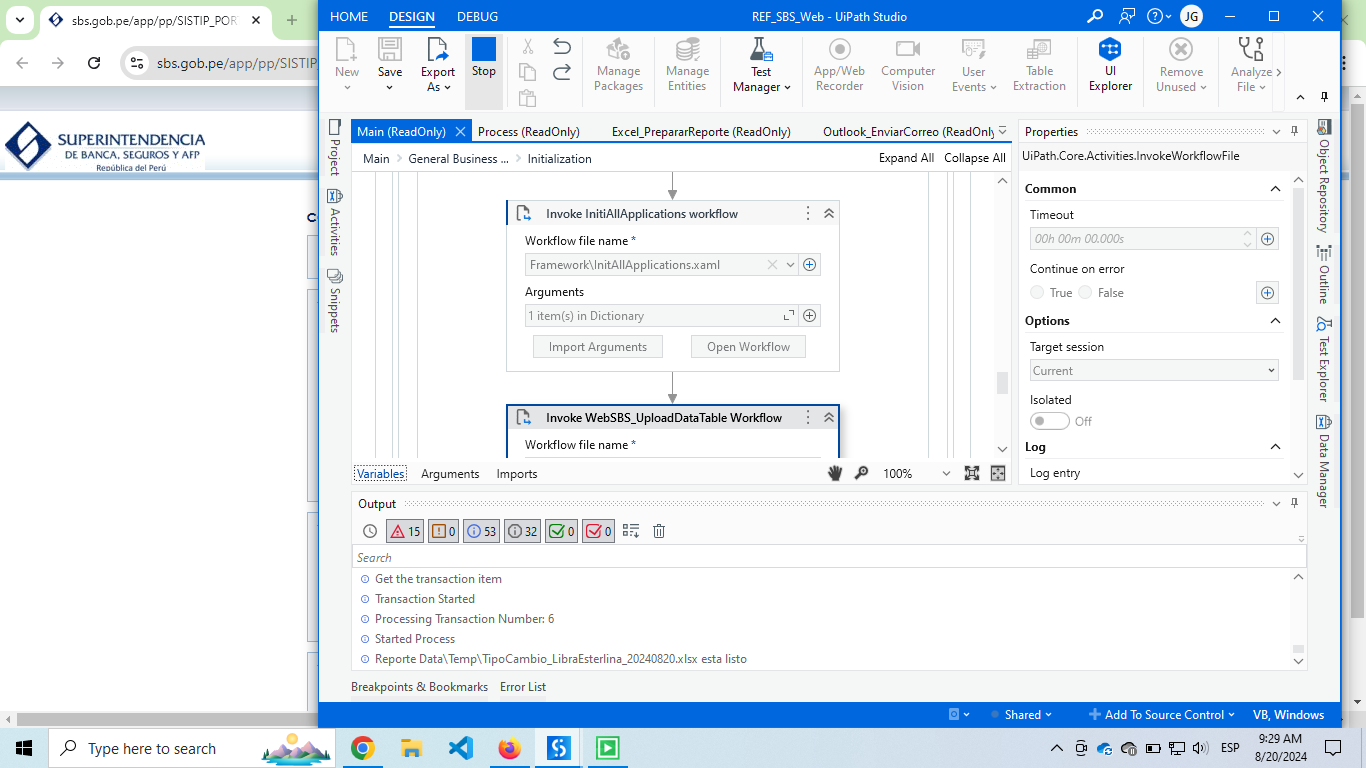 sbs.gob.pe/app/pp/SISTIP_POR
sbs.gob.pe/app/pp/SISTIP
SUPERINTENDENCIA
DE BANCA, SEGUROS Y AFP
República del Perú
HOME DESIGN DEBUG REF_SBS_Web - UiPath Studio JG
New Save Export As Stop Manage Packages Manage Entities Test Manager App/Web Recorder Computer Vision User Events Table Extraction UI Explorer Remove Unused Analyze File
Main (ReadOnly) Process (ReadOnly) Excel_PrepararReporte (ReadOnly) Outlook_EnviarCorreo (ReadOnly
Main General Business ... Initialization Expand All Collapse All
Project
Activities
Snippets
Invoke InitiAllApplications workflow
Workflow file name *
Framework\InitAllApplications.xaml
Arguments
1 item(s) in Dictionary
Import Arguments Open Workflow
Invoke WebSBS_UploadDataTable Workflow
Workflow file name *
Variables Arguments Imports 100%
Properties
UiPath.Core.Activities.InvokeWorkflowFile
Common
Timeout
00h 00m 00.000s
Continue on error
True False
Options
Target session
Current
Isolated
Off
Log
Log entry
Object Repository
Outline
Test Explorer
Data Manager
Output
15 0 53 32 0 0
Search
Get the transaction item
Transaction Started
Processing Transaction Number: 6
Started Process
Reporte Data\Temp\TipoCambio_LibraEsterlina_20240820.xlsx esta listo
Breakpoints & Bookmarks Error List
Shared Add To Source Control VB, Windows
Type here to search
ESP
9:29 AM
8/20/2024